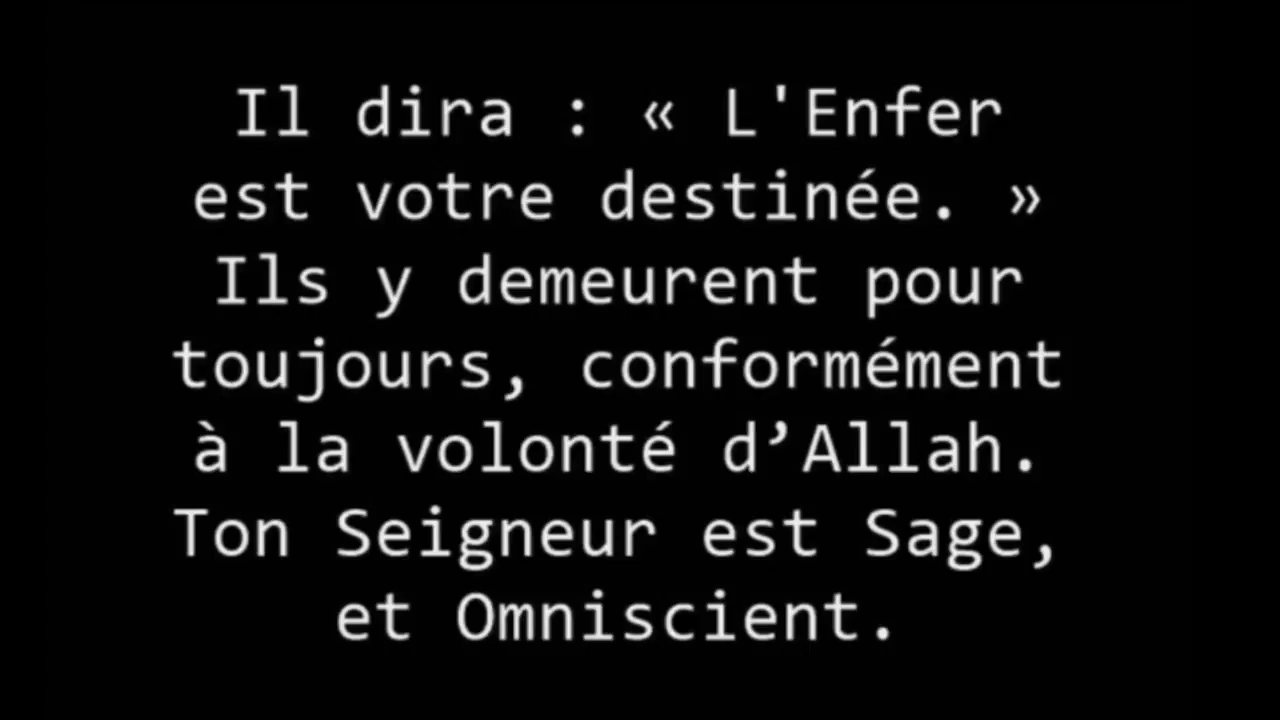 Il dira : « L'Enfer
est votre destinée. »
Ils y demeurent pour
toujours, conformément
à la volonté d’Allah.
Ton Seigneur est Sage,
et Omniscient.